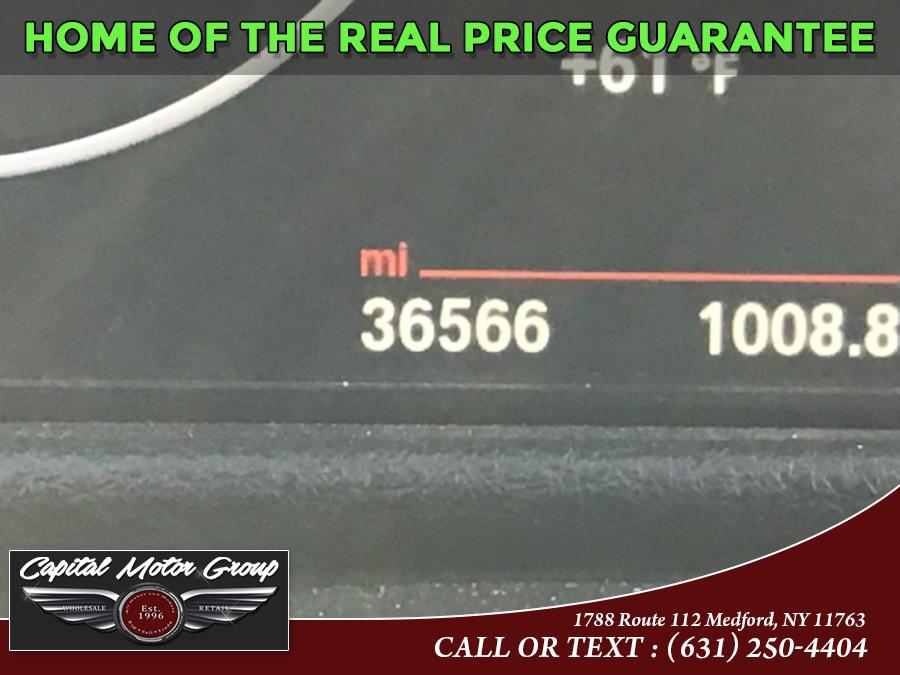 HOME OF THE REAL PRICE GUARANTEE
+61 °F
mi
36566 1008.8
Capital Motor Group
WHOLESALE
Est.
1996
RETAIL
1788 Route 112 Medford, NY 11763
CALL OR TEXT : (631) 250-4404